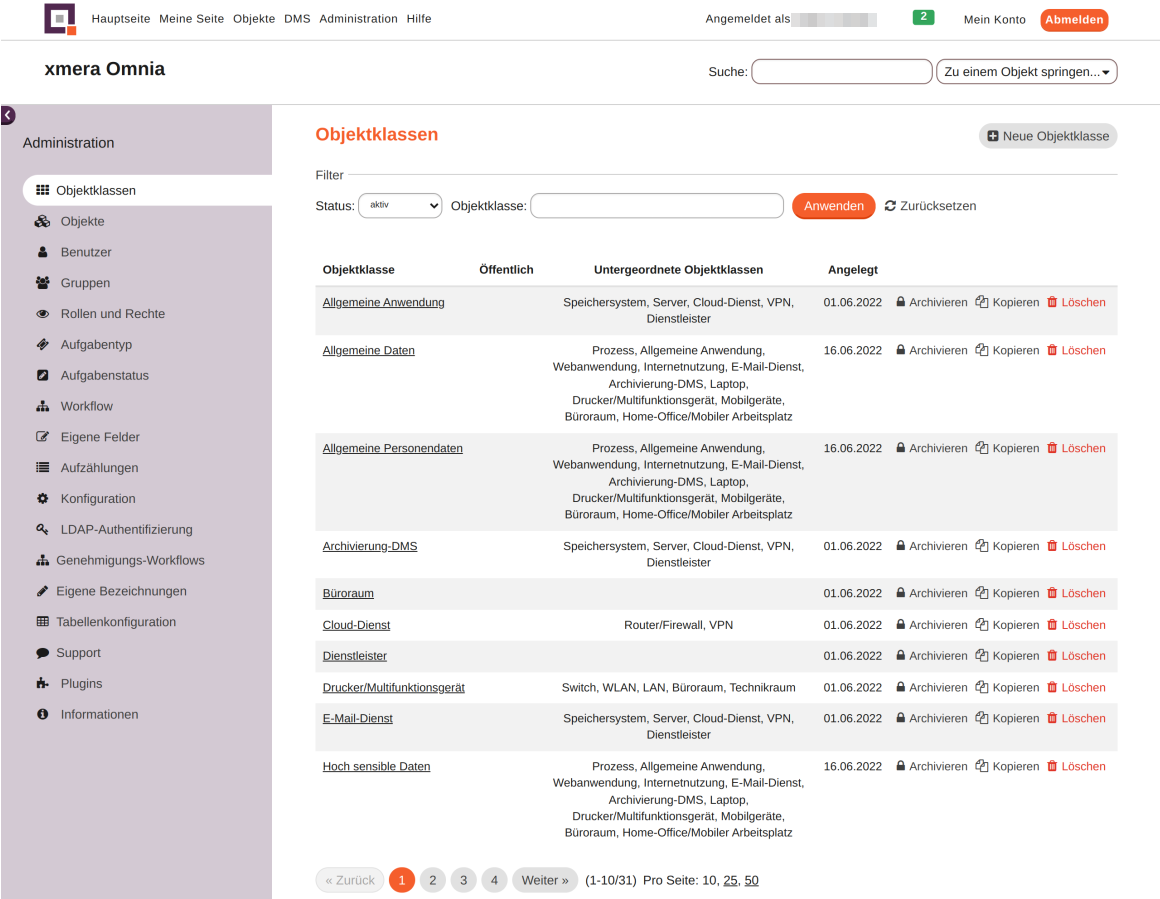 Hauptseite Meine Seite Objekte DMS Administration Hilfe
Angemeldet als
2
Mein Konto
Abmelden
xmera Omnia
Suche:
Zu einem Objekt springen...
Administration
Objektklassen
Objekte
Benutzer
Gruppen
Rollen und Rechte
Aufgabentyp
Aufgabenstatus
Workflow
Eigene Felder
Aufzählungen
Konfiguration
LDAP-Authentifizierung
Genehmigungs-Workflows
Eigene Bezeichnungen
Tabellenkonfiguration
Support
Plugins
Informationen
Objektklassen
Neue Objektklasse
Filter
Status: aktiv Objektklasse: Anwenden Zurücksetzen
Objektklasse Öffentlich Untergeordnete Objektklassen Angelegt
Allgemeine Anwendung Speichersystem, Server, Cloud-Dienst, VPN, 01.06.2022 Archivieren Kopieren Löschen
Dienstleister
Allgemeine Daten Prozess, Allgemeine Anwendung, 16.06.2022 Archivieren Kopieren Löschen
Webanwendung, Internetnutzung, E-Mail-Dienst,
Archivierung-DMS, Laptop,
Drucker/Multifunktionsgerät, Mobilgeräte,
Büroraum, Home-Office/Mobiler Arbeitsplatz
Allgemeine Personendaten Prozess, Allgemeine Anwendung, 16.06.2022 Archivieren Kopieren Löschen
Webanwendung, Internetnutzung, E-Mail-Dienst,
Archivierung-DMS, Laptop,
Drucker/Multifunktionsgerät, Mobilgeräte,
Büroraum, Home-Office/Mobiler Arbeitsplatz
Archivierung-DMS Speichersystem, Server, Cloud-Dienst, VPN, 01.06.2022 Archivieren Kopieren Löschen
Dienstleister
Büroraum 01.06.2022 Archivieren Kopieren Löschen
Cloud-Dienst Router/Firewall, VPN 01.06.2022 Archivieren Kopieren Löschen
Dienstleister 01.06.2022 Archivieren Kopieren Löschen
Drucker/Multifunktionsgerät Switch, WLAN, LAN, Büroraum, Technikraum 01.06.2022 Archivieren Kopieren Löschen
E-Mail-Dienst Speichersystem, Server, Cloud-Dienst, VPN, 01.06.2022 Archivieren Kopieren Löschen
Dienstleister
Hoch sensible Daten Prozess, Allgemeine Anwendung, 16.06.2022 Archivieren Kopieren Löschen
Webanwendung, Internetnutzung, E-Mail-Dienst,
Archivierung-DMS, Laptop,
Drucker/Multifunktionsgerät, Mobilgeräte,
Büroraum, Home-Office/Mobiler Arbeitsplatz
« Zurück 1 2 3 4 Weiter » (1-10/31) Pro Seite: 10, 25, 50